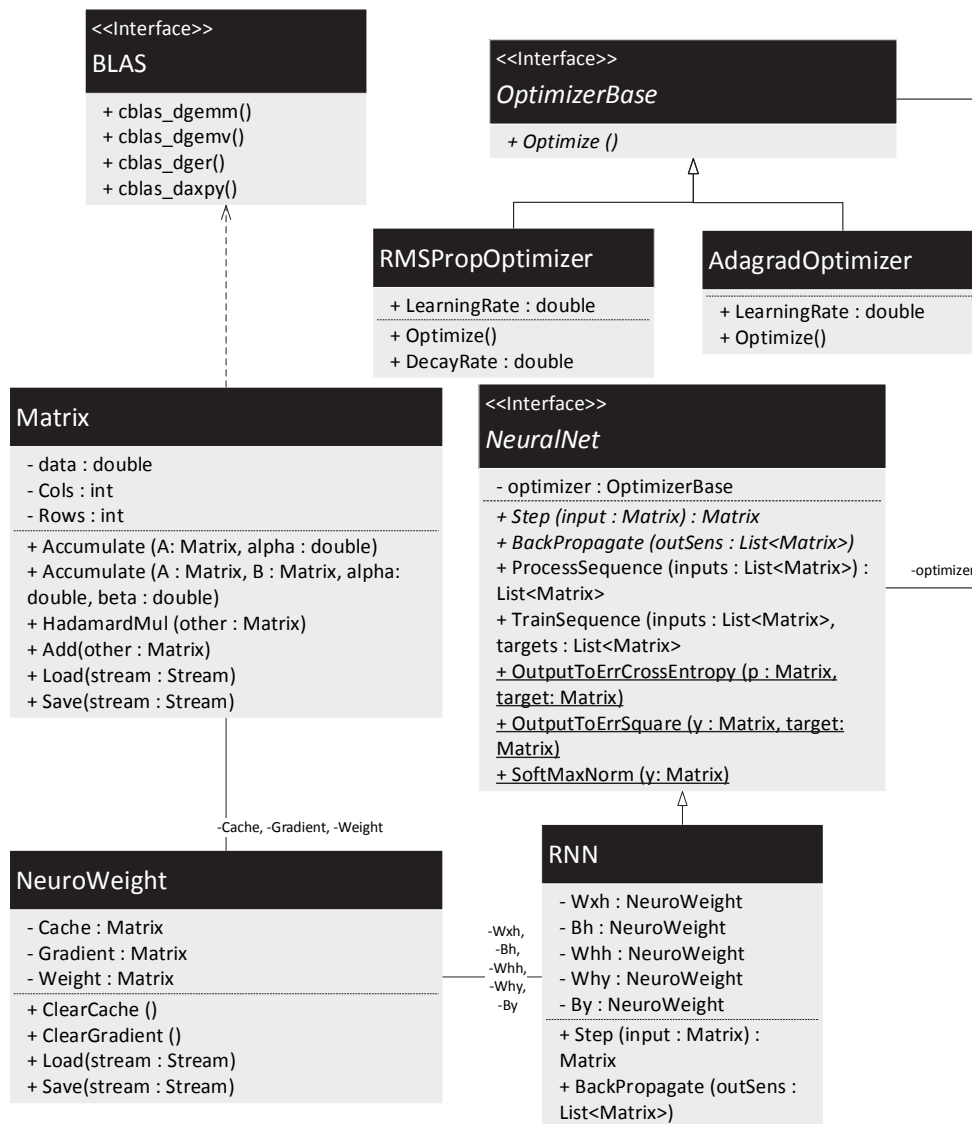 <<Interface>>
BLAS
+ cblas_dgemm()
+ cblas_dgemv()
+ cblas_dger()
+ cblas_daxpy()
<<Interface>>
OptimizerBase
+ Optimize ()
RMSPropOptimizer
+ LearningRate : double
+ Optimize()
+ DecayRate : double
AdagradOptimizer
+ LearningRate : double
+ Optimize()
Matrix
- data : double
- Cols : int
- Rows : int
+ Accumulate (A: Matrix, alpha : double)
+ Accumulate (A : Matrix, B : Matrix, alpha:
double, beta : double)
+ HadamardMul (other : Matrix)
+ Add(other : Matrix)
+ Load(stream : Stream)
+ Save(stream : Stream)
<<Interface>>
NeuralNet
- optimizer : OptimizerBase
+ Step (input : Matrix) : Matrix
+ BackPropagate (outSens : List<Matrix>)
+ ProcessSequence (inputs : List<Matrix>) :
List<Matrix>
+ TrainSequence (inputs : List<Matrix>,
targets : List<Matrix>
+ OutputToErrCrossEntropy (p : Matrix,
target: Matrix)
+ OutputToErrSquare (y : Matrix, target:
Matrix)
+ SoftMaxNorm (y: Matrix)
-optimizer
-Cache, -Gradient, -Weight
NeuroWeight
- Cache : Matrix
- Gradient : Matrix
- Weight : Matrix
+ ClearCache ()
+ ClearGradient ()
+ Load(stream : Stream)
+ Save(stream : Stream)
-Wxh,
-Bh,
-Whh,
-Why,
-By
RNN
- Wxh : NeuroWeight
- Bh : NeuroWeight
- Whh : NeuroWeight
- Why : NeuroWeight
- By : NeuroWeight
+ Step (input : Matrix) :
Matrix
+ BackPropagate (outSens :
List<Matrix>)